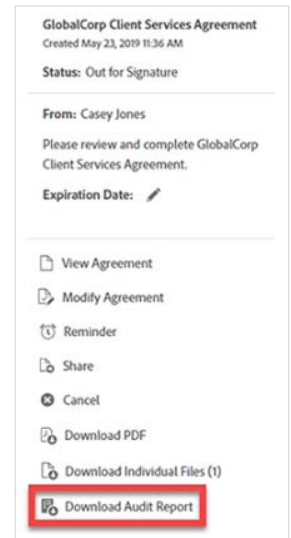 GlobalCorp Client Services Agreement
Created May 23, 2019 11:36 AM
Status: Out for Signature
From: Casey Jones
Please review and complete GlobalCorp
Client Services Agreement.
Expiration Date:
View Agreement
Modify Agreement
Reminder
Share
Cancel
Download PDF
Download Individual Files (1)
Download Audit Report